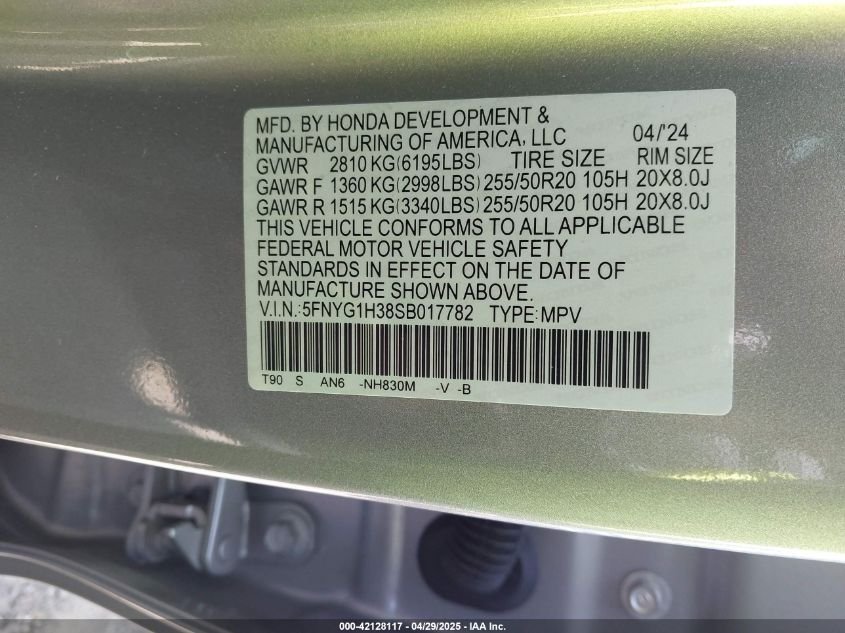 MFD. BY HONDA DEVELOPMENT &
MANUFACTURING OF AMERICA, LLC 04/'24
GVWR 2810 KG(6195LBS) TIRE SIZE RIM SIZE
GAWR F 1360 KG(2998LBS) 255/50R20 105H 20X8.0J
GAWR R 1515 KG(3340LBS) 255/50R20 105H 20X8.0J
THIS VEHICLE CONFORMS TO ALL APPLICABLE
FEDERAL MOTOR VEHICLE SAFETY
STANDARDS IN EFFECT ON THE DATE OF
MANUFACTURE SHOWN ABOVE.
V.I.N.:5FNYG1H38SB017782 TYPE:MPV
T90 S AN6 -NH830M -V -B
000-42128117 | 04/29/2025 - IAA Inc.